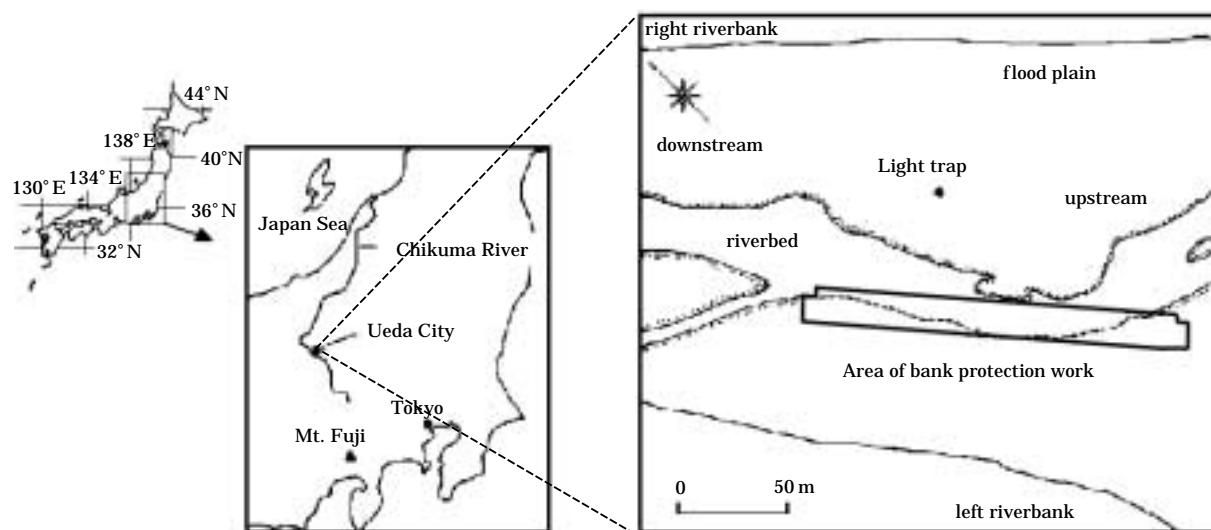 44°N
138°E
40°N
134°E
130°E
36°N
32°N
Japan Sea
Chikuma River
Ueda City
Tokyo
Mt. Fuji
right riverbank
flood plain
downstream
Light trap
upstream
riverbed
Area of bank protection work
0 50 m
left riverbank